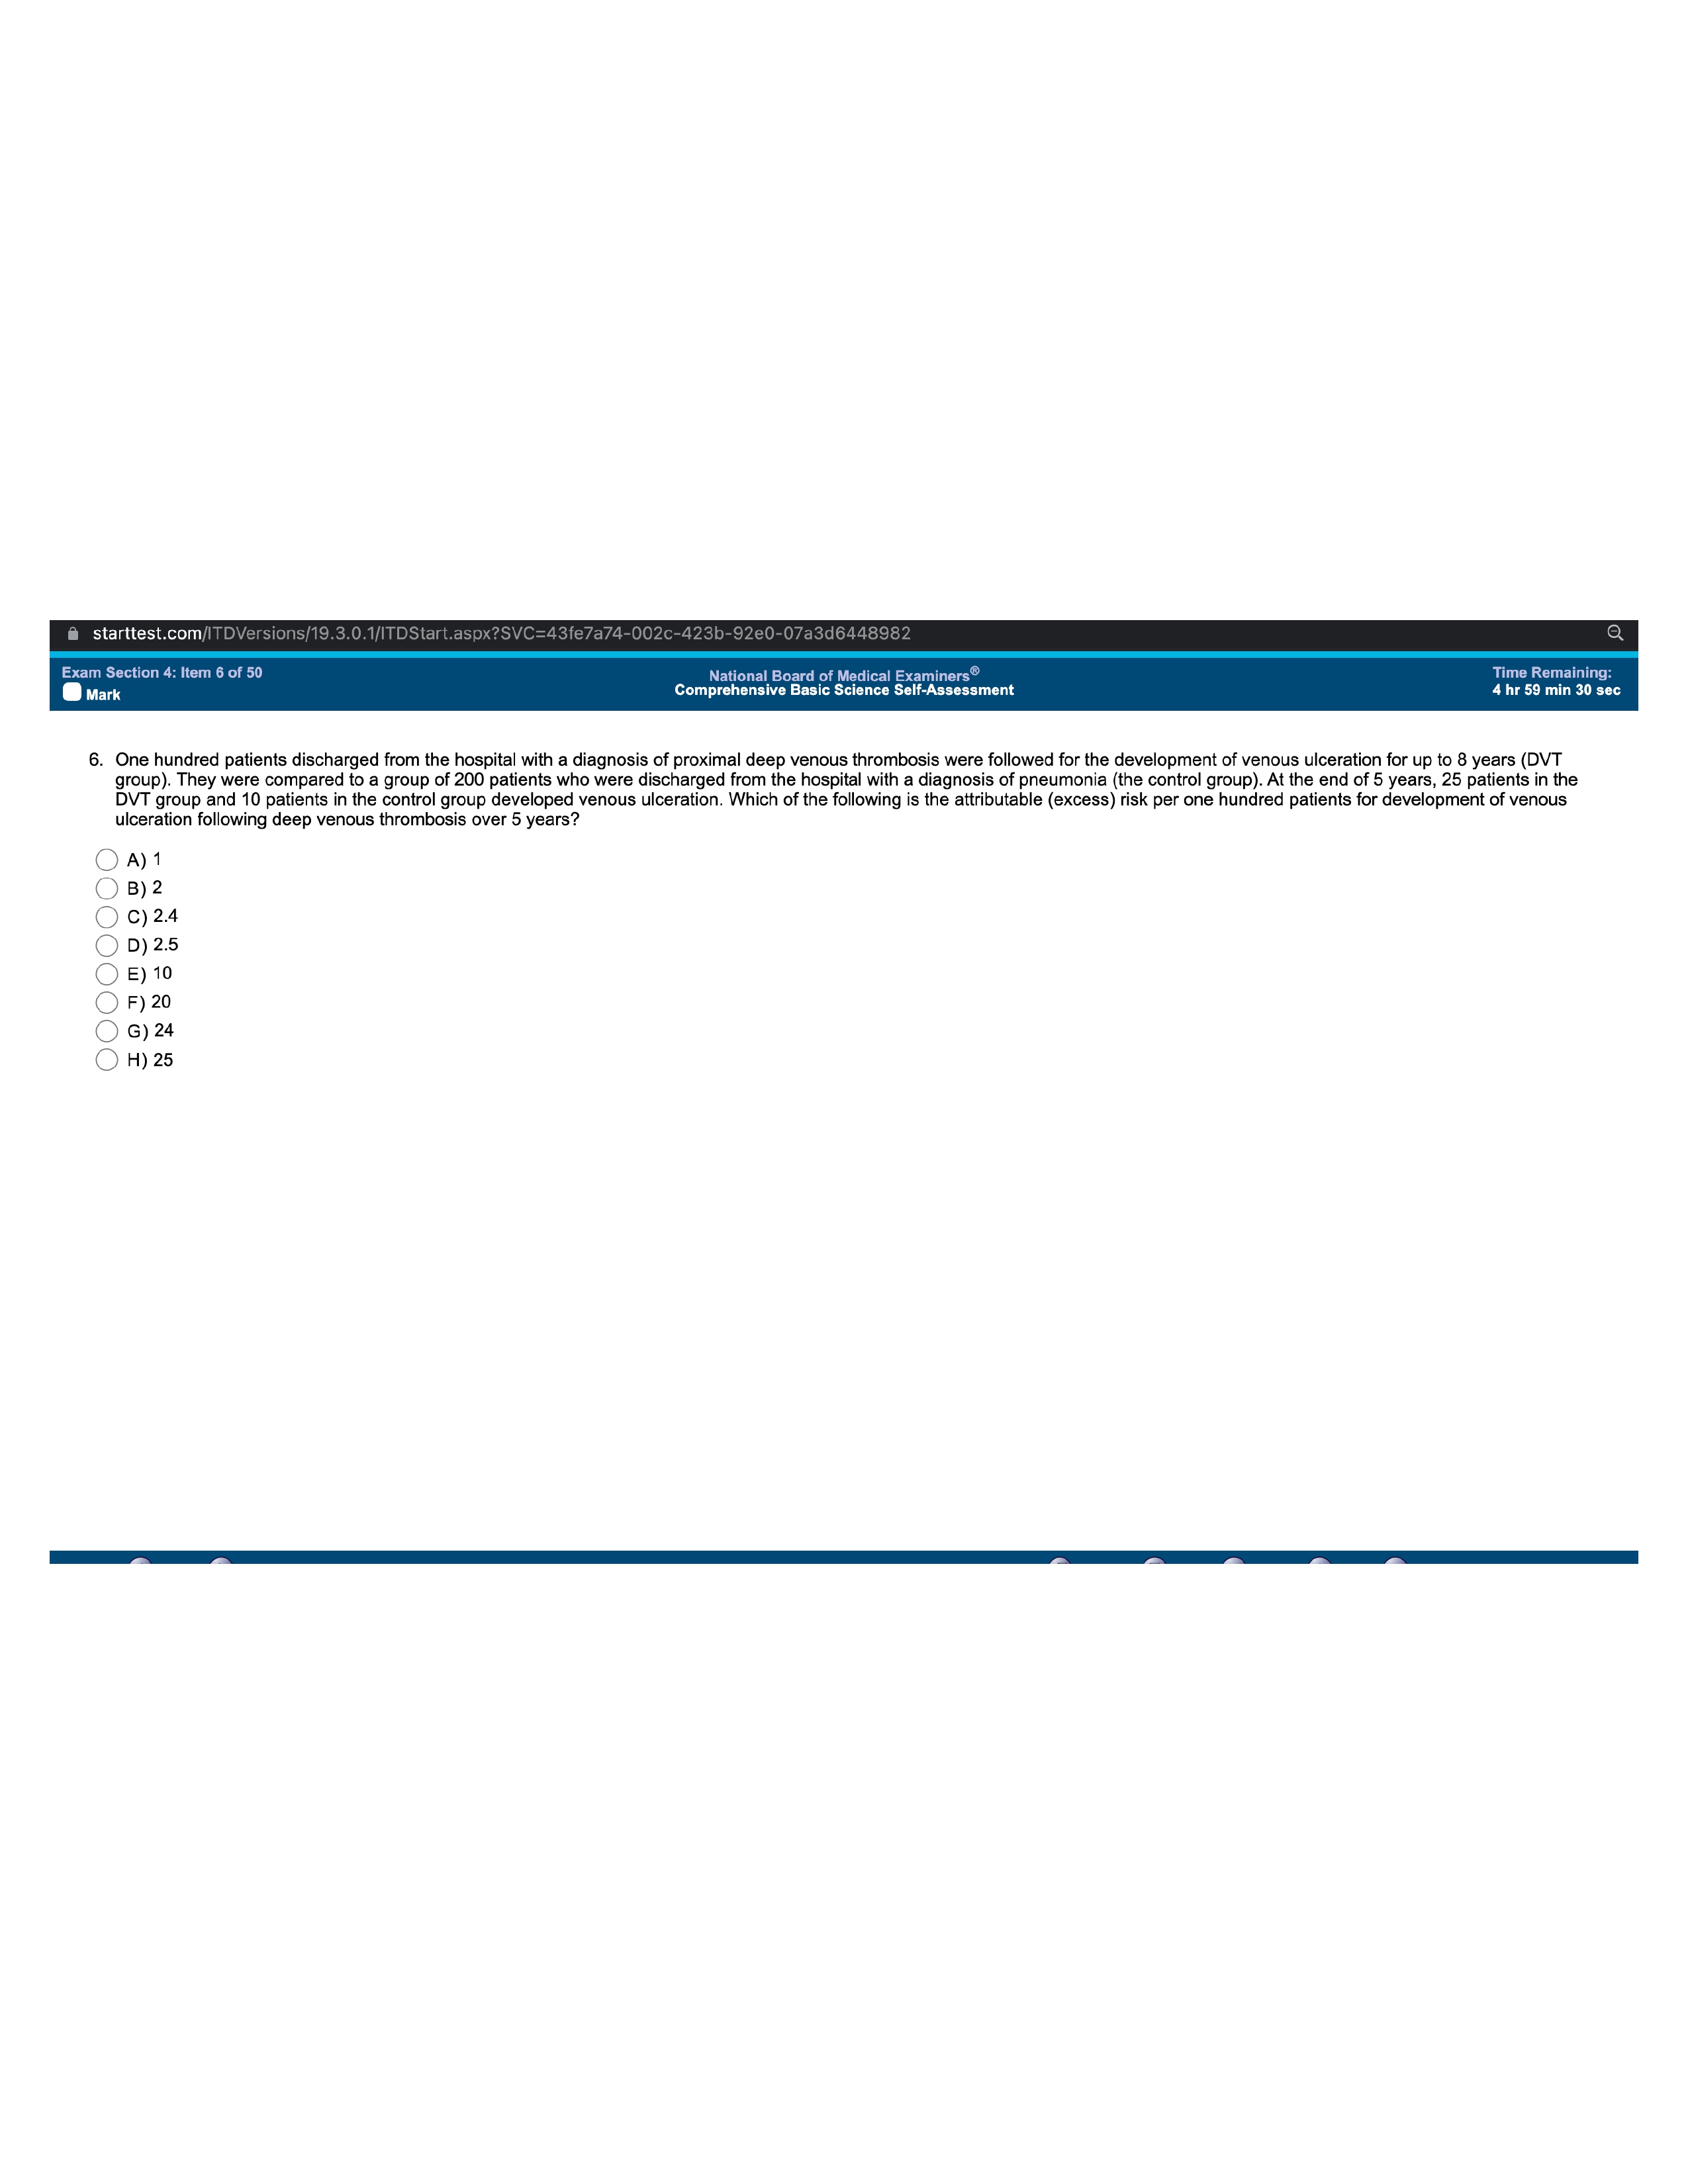 starttest.com/ITDVersions/19.3.0.1/ITDStart.aspx?SVC=43fe7a74-002c-423b-92e0-07a3d6448982
Exam Section 4: Item 6 of 50
Mark
National Board of Medical Examiners®
Comprehensive Basic Science Self-Assessment
Time Remaining:
4 hr 59 min 30 sec
6. One hundred patients discharged from the hospital with a diagnosis of proximal deep venous thrombosis were followed for the development of venous ulceration for up to 8 years (DVT
group). They were compared to a group of 200 patients who were discharged from the hospital with a diagnosis of pneumonia (the control group). At the end of 5 years, 25 patients in the
DVT group and 10 patients in the control group developed venous ulceration. Which of the following is the attributable (excess) risk per one hundred patients for development of venous
ulceration following deep venous thrombosis over 5 years?
A) 1
B) 2
C) 2.4
D) 2.5
E) 10
F) 20
G) 24
H) 25